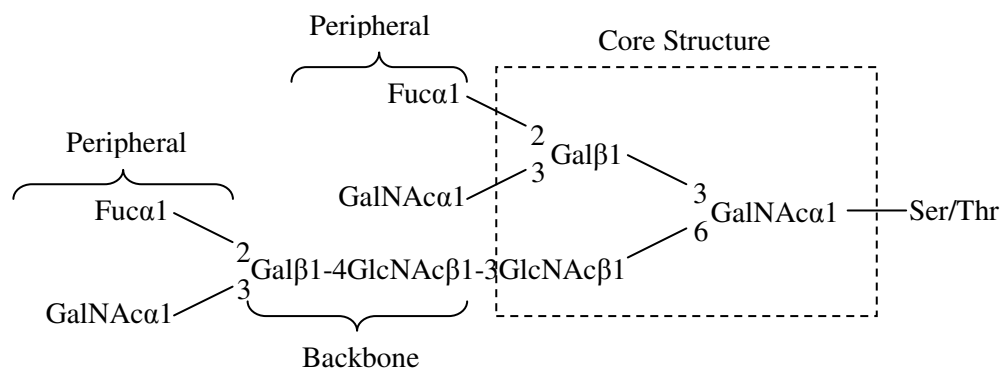 Peripheral
Core Structure
Fucα1
2
Peripheral
Galβ1
3
3
GalNAcα1
Fucα1
GalNAcα1
Ser/Thr
6
2
Galβ1-4GlcNAcβ1-3GlcNAcβ1
3
GalNAcα1
Backbone